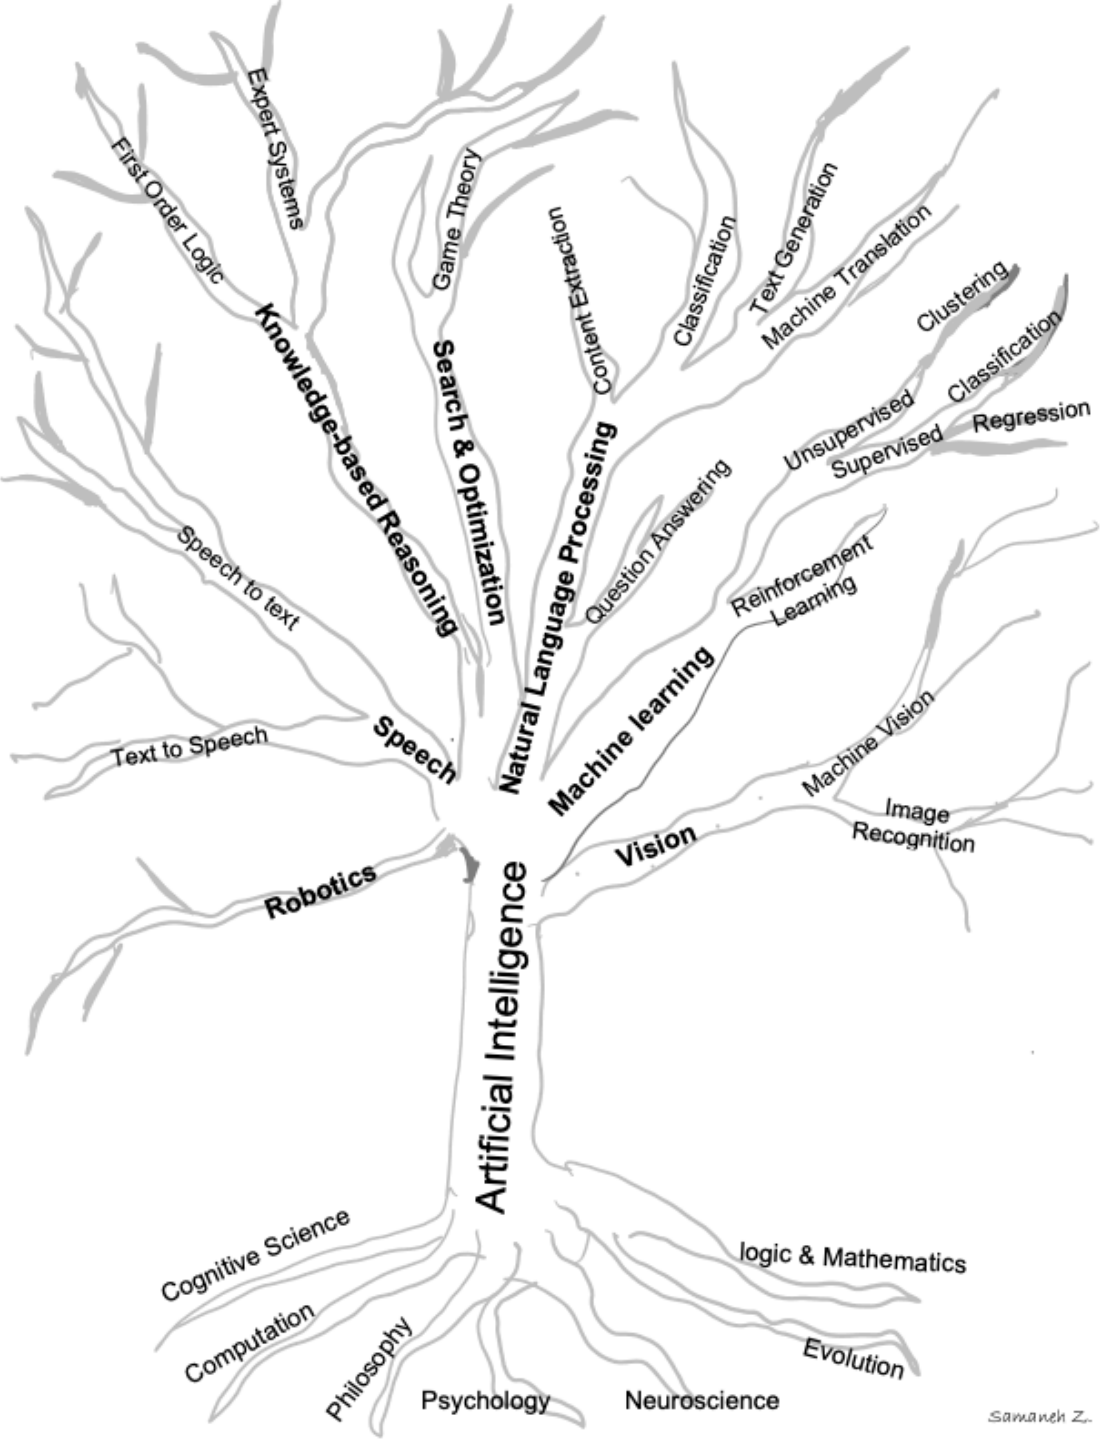 Expert Systems
First Order Logic
Game Theory
Content Extraction
Classification
Text Generation
Machine Translation
Clustering
Classification
Regression
Unsupervised
Supervised
Knowledge-based Reasoning
Search & Optimization
Natural Language Processing
Question Answering
Reinforcement
Learning
Speech to text
Text to Speech
Speech
Machine learning
Machine Vision
Image
Recognition
Vision
Robotics
Artificial Intelligence
Cognitive Science
Computation
Philosophy
Psychology
Neuroscience
Evolution
logic & Mathematics
Samaneh Z.